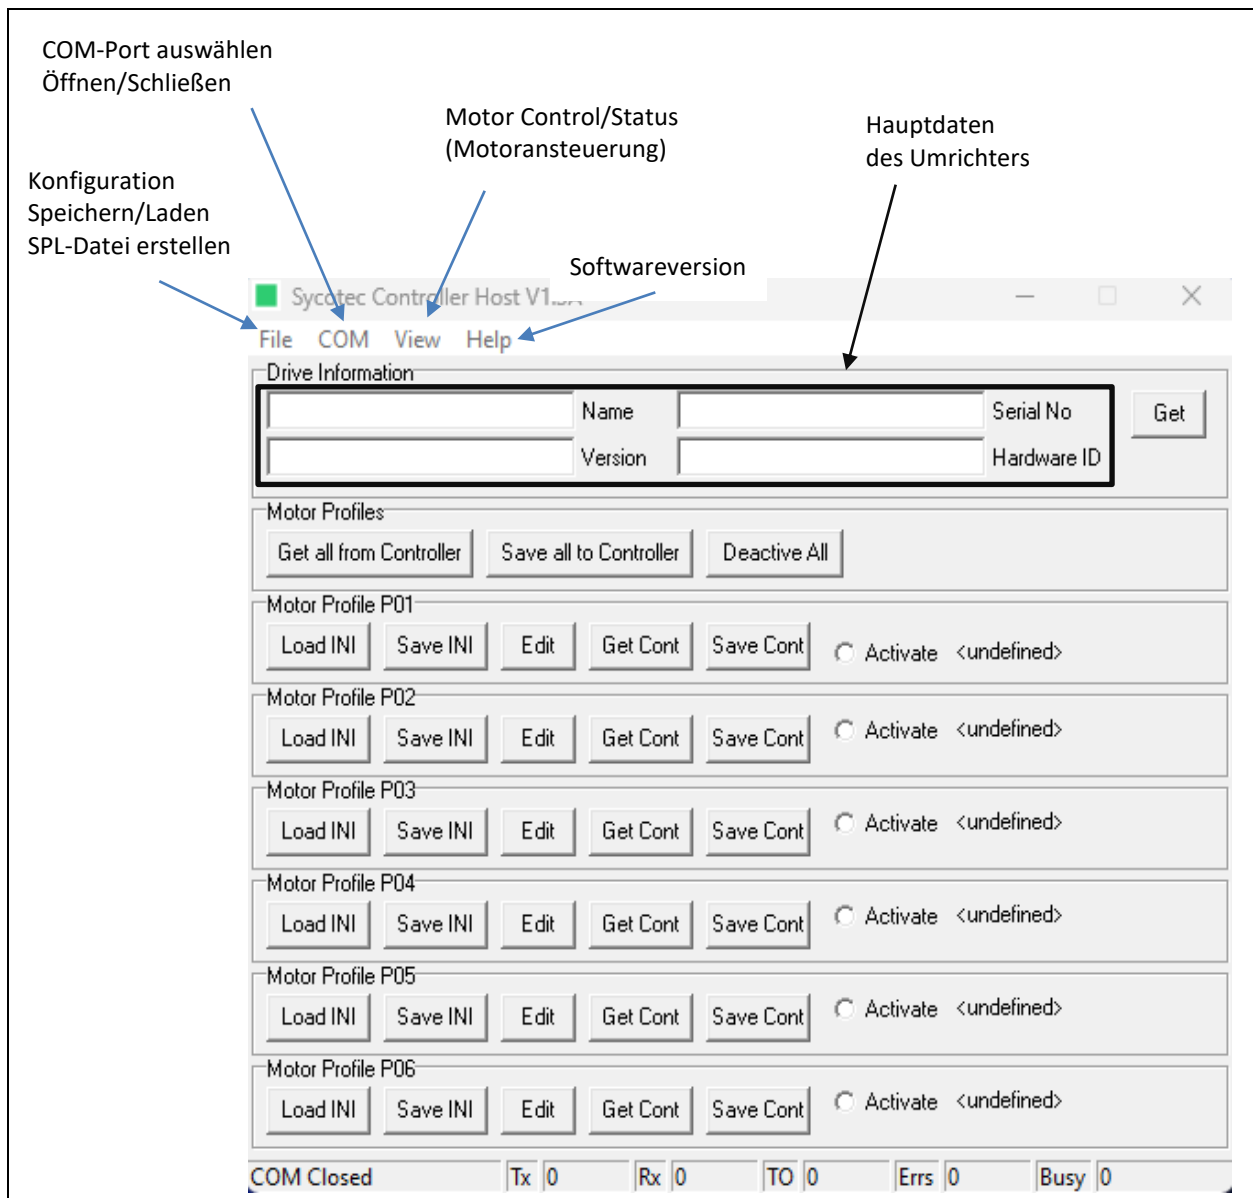 COM-Port auswählen
Öffnen/Schließen
Motor Control/Status
(Motoransteuerung)
Hauptdaten
des Umrichters
Konfiguration
Speichern/Laden
SPL-Datei erstellen
Softwareversion
Sycotec Controller Host
File COM View Help
Drive Information
Name Serial No Get
Version Hardware ID
Motor Profiles
Get all from Controller Save all to Controller Deactive All
Motor Profile P01
Load INI Save INI Edit Get Cont Save Cont Activate <undefined>
Motor Profile P02
Load INI Save INI Edit Get Cont Save Cont Activate <undefined>
Motor Profile P03
Load INI Save INI Edit Get Cont Save Cont Activate <undefined>
Motor Profile P04
Load INI Save INI Edit Get Cont Save Cont Activate <undefined>
Motor Profile P05
Load INI Save INI Edit Get Cont Save Cont Activate <undefined>
Motor Profile P06
Load INI Save INI Edit Get Cont Save Cont Activate <undefined>
COM Closed Tx 0 Rx 0 TO 0 Errs 0 Busy 0